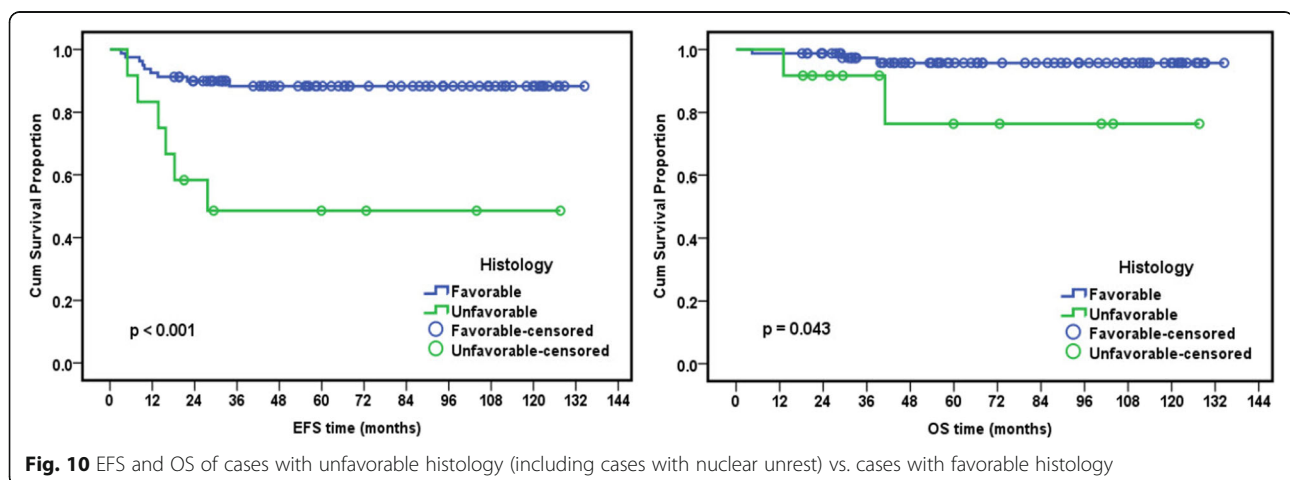 1.0
0.8
0.6
0.4
0.2
0.0
Cum Survival Proportion
Histology
Favorable
Unfavorable
Favorable-censored
Unfavorable-censored
p < 0.001
0 12 24 36 48 60 72 84 96 108 120 132 144
EFS time (months)
1.0
0.8
0.6
0.4
0.2
0.0
Cum Survival Proportion
Histology
Favorable
Unfavorable
Favorable-censored
Unfavorable-censored
p = 0.043
0 12 24 36 48 60 72 84 96 108 120 132 144
OS time (months)
Fig. 10 EFS and OS of cases with unfavorable histology (including cases with nuclear unrest) vs. cases with favorable histology